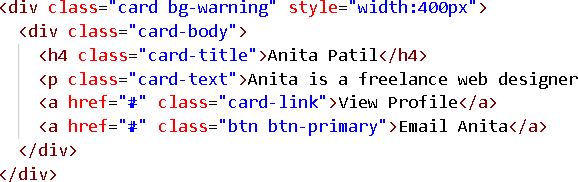 <div class="card bg-warning" style="width:400px">
<div class="card-body">
<h4 class="card-title">Anita Patil</h4>
<p class="card-text">Anita is a freelance web designer
<a href="#" class="card-link">View Profile</a>
<a href="#" class="btn btn-primary">Email Anita</a>
</div>
</div>